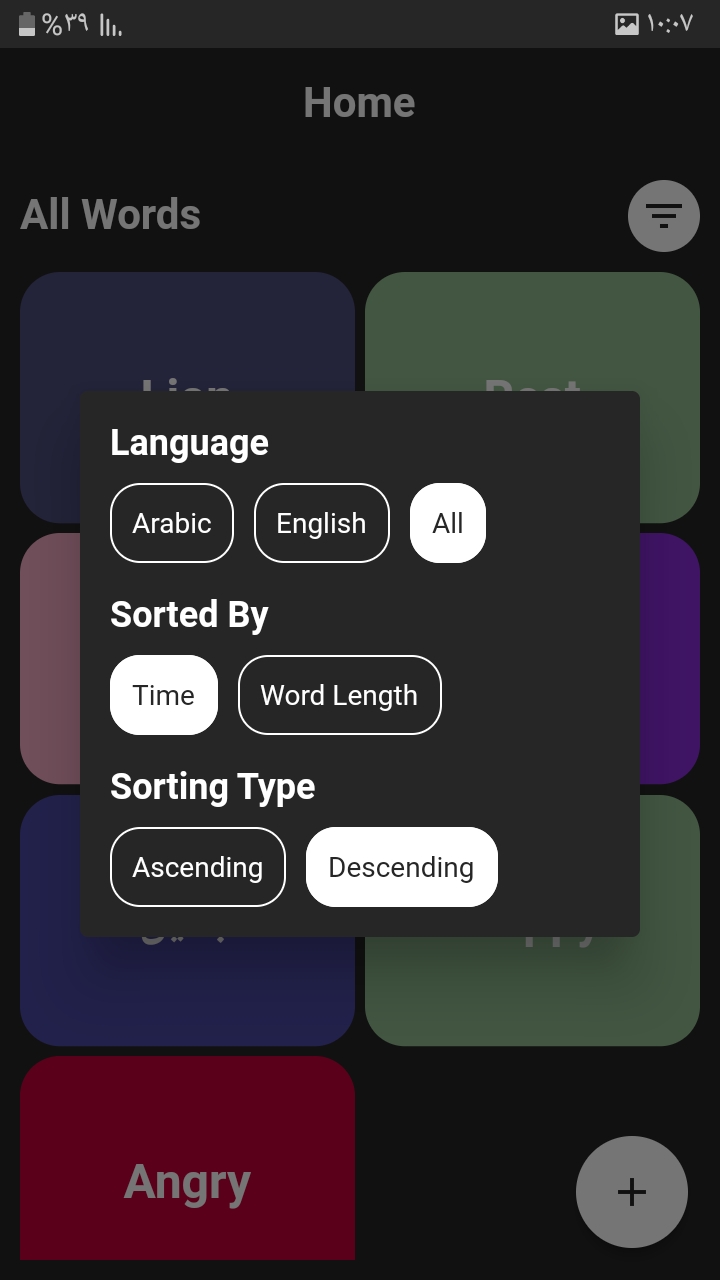 %٣٩ ١٠:٠٧
Home
All Words
Language
Arabic English All
Sorted By
Time Word Length
Sorting Type
Ascending Descending
Angry